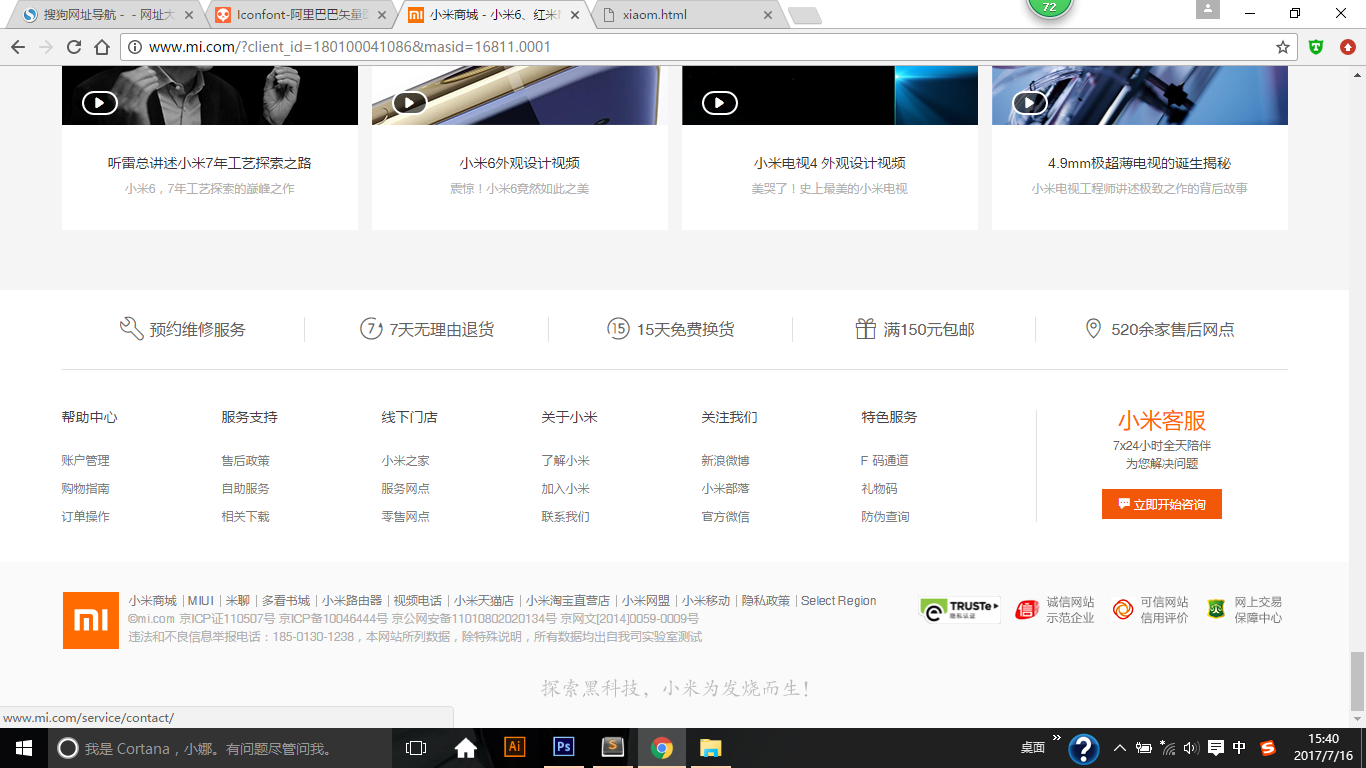 搜狗网址导航 - - 网址大
Iconfont-阿里巴巴矢量图
小米商城 - 小米6、红米
xiaom.html
72
www.mi.com/?client_id=180100041086&masid=16811.0001
听雷总讲述小米7年工艺探索之路
小米6外观设计视频
小米电视4 外观设计视频
4.9mm极超薄电视的诞生揭秘
小米6，7年工艺探索的巅峰之作
震惊！小米6竟然如此之美
美哭了！史上最美的小米电视
小米电视工程师讲述极致之作的背后故事
预约维修服务
7 7天无理由退货
15 15天免费换货
满150元包邮
520余家售后网点
帮助中心
账户管理
购物指南
订单操作
服务支持
售后政策
自助服务
相关下载
线下门店
小米之家
服务网点
零售网点
关于小米
了解小米
加入小米
联系我们
关注我们
新浪微博
小米部落
官方微信
特色服务
F 码通道
礼物码
防伪查询
小米客服
7x24小时全天陪伴
为您解决问题
立即开始咨询
mi
小米商城 | MIUI | 米聊 | 多看书城 | 小米路由器 | 视频电话 | 小米天猫店 | 小米淘宝直营店 | 小米网盟 | 小米移动 | 隐私政策 | Select Region
©mi.com 京ICP证110507号 京ICP备10046444号 京公网安备11010802020134号 京网文[2014]0059-0009号
违法和不良信息举报电话：185-0130-1238，本网站所列数据，除特殊说明，所有数据均出自我司实验室测试
TRUSTe
隐私认证
信
诚信网站
示范企业
可信网站
信用评价
网上交易
保障中心
探索黑科技，小米为发烧而生！
www.mi.com/service/contact/
我是 Cortana，小娜。有问题尽管问我。
Ai
Ps
S
桌面
中
S
15:40
2017/7/16